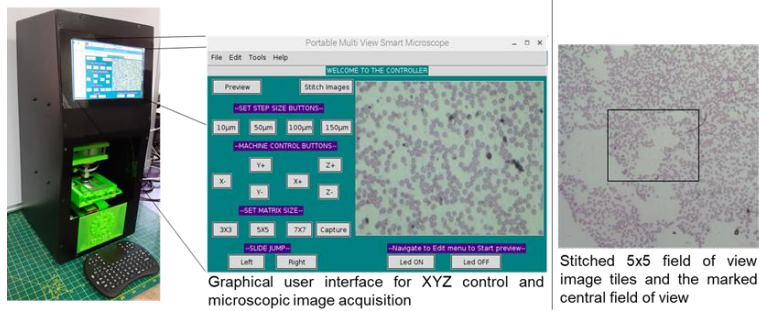 Portable Multi View Smart Microscope
File Edit Tools Help
WELCOME TO THE CONTROLLER
Preview Stitch Images
--SET STEP SIZE BUTTONS--
10μm 50μm 100μm 150μm
--MACHINE CONTROL BUTTONS--
Y+ Z+
X- X+
Y- Z-
--SET MATRIX SIZE--
3X3 5X5 7X7 Capture
--SLIDE JUMP-- --Navigate to Edit menu to Start preview--
Left Right Led ON Led OFF
Graphical user interface for XYZ control and
microscopic image acquisition
Stitched 5x5 field of view
image tiles and the marked
central field of view